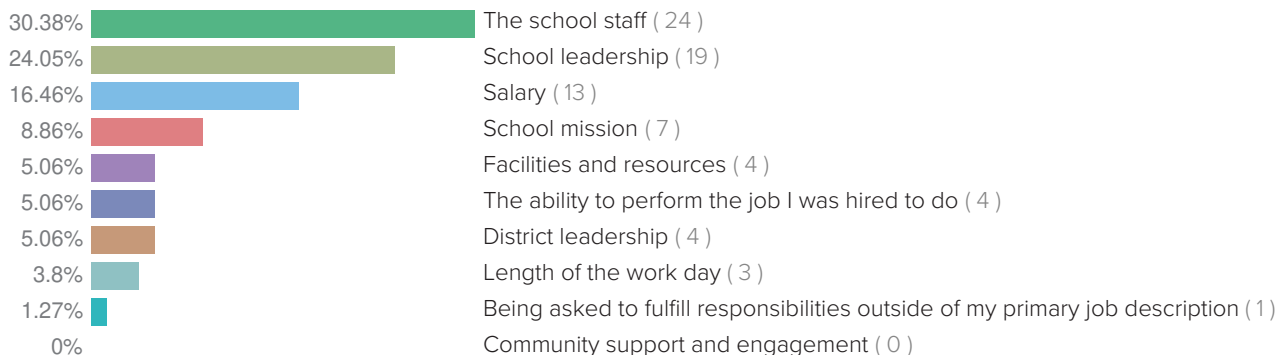 30.38% The school staff ( 24 )
24.05% School leadership ( 19 )
16.46% Salary ( 13 )
8.86% School mission ( 7 )
5.06% Facilities and resources ( 4 )
5.06% The ability to perform the job I was hired to do ( 4 )
5.06% District leadership ( 4 )
3.8% Length of the work day ( 3 )
1.27% Being asked to fulfill responsibilities outside of my primary job description ( 1 )
0% Community support and engagement ( 0 )